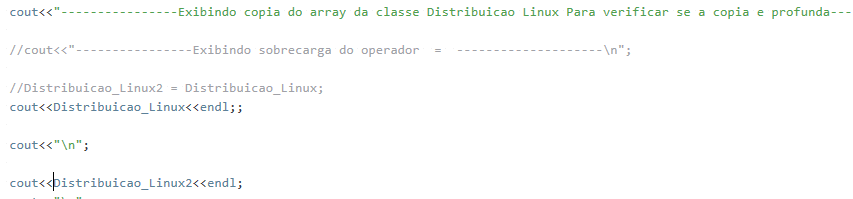 cout<<"----------------Exibindo copia do array da classe Distribuicao Linux Para verificar se a copia e profunda---
//cout<<"----------------Exibindo sobrecarga do operador  =  --------------------\n";
//Distribuicao_Linux2 = Distribuicao_Linux;
cout<<Distribuicao_Linux<<endl;;
cout<<"\n";
cout<<Distribuicao_Linux2<<endl;